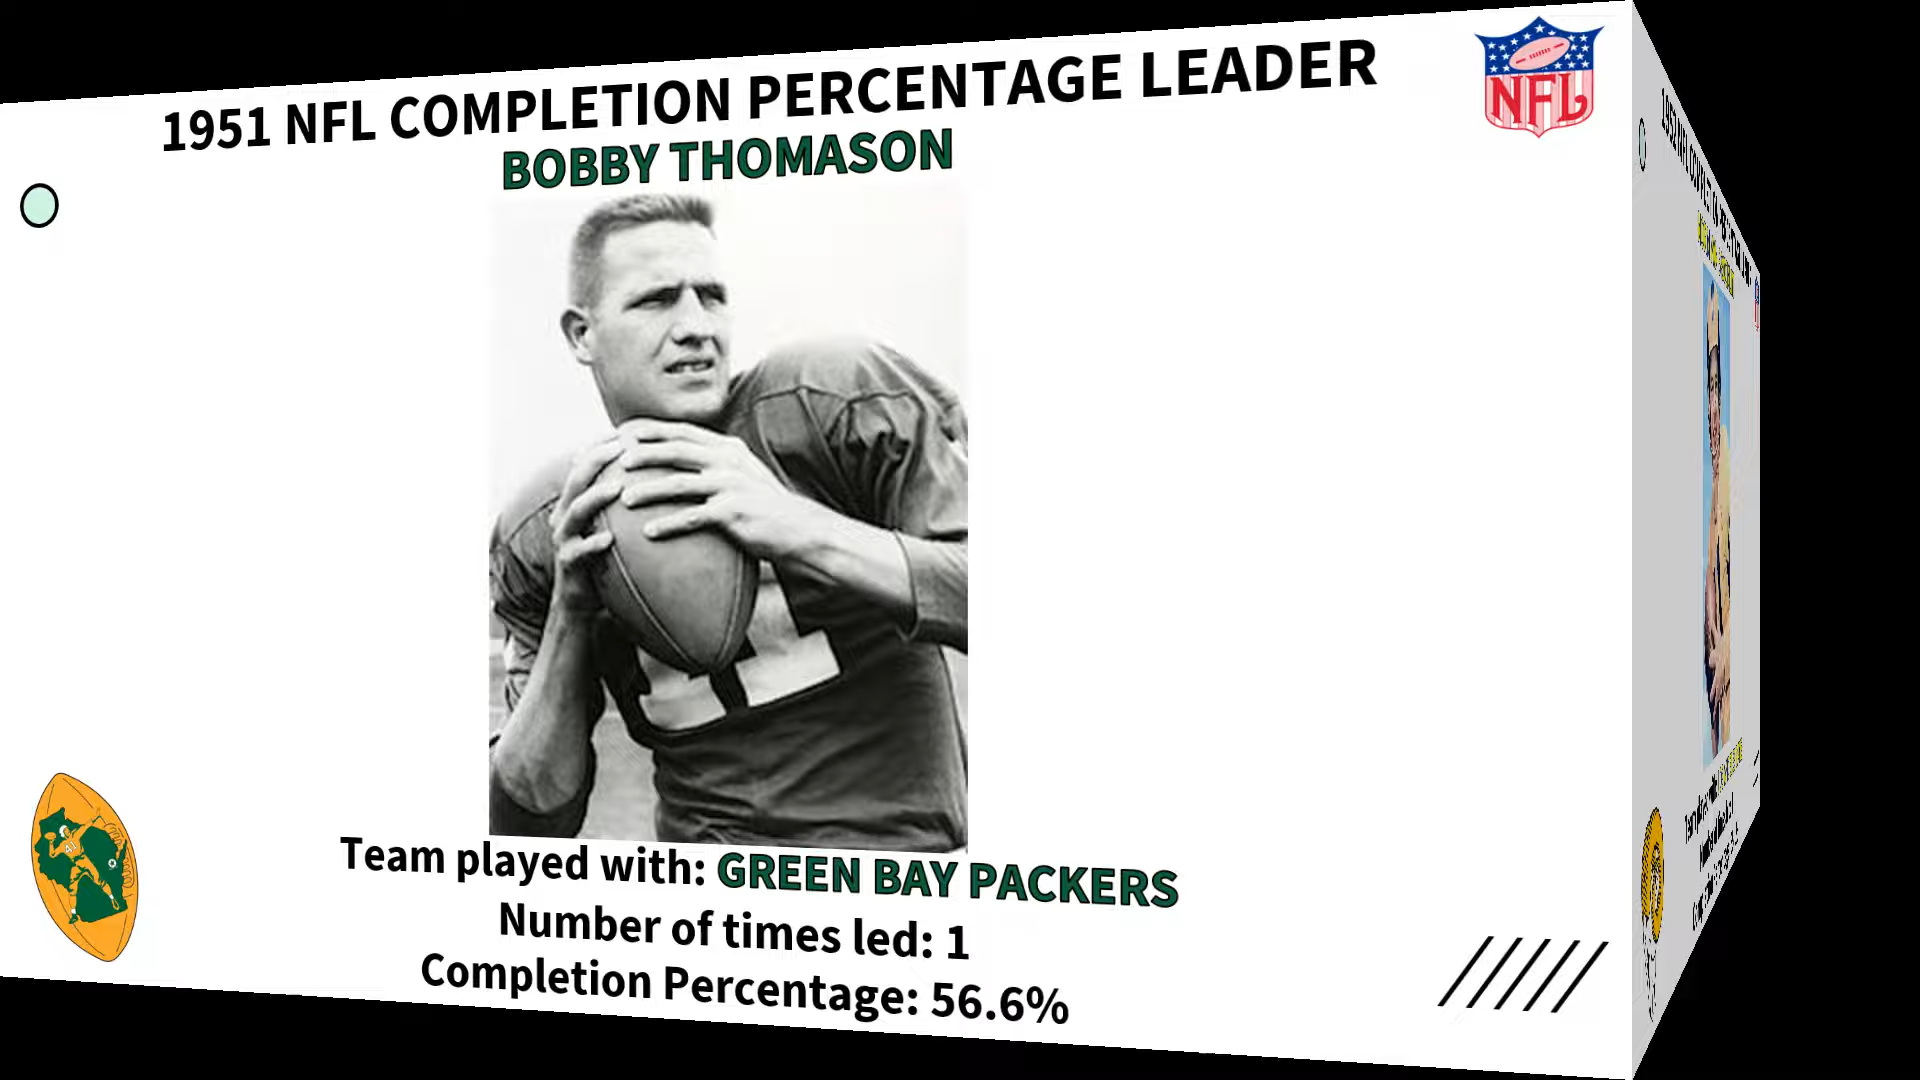 1951 NFL COMPLETION PERCENTAGE LEADER
NFL
BOBBY THOMASON
11
Team played with: GREEN BAY PACKERS
Number of times led: 1
Completion Percentage: 56.6%